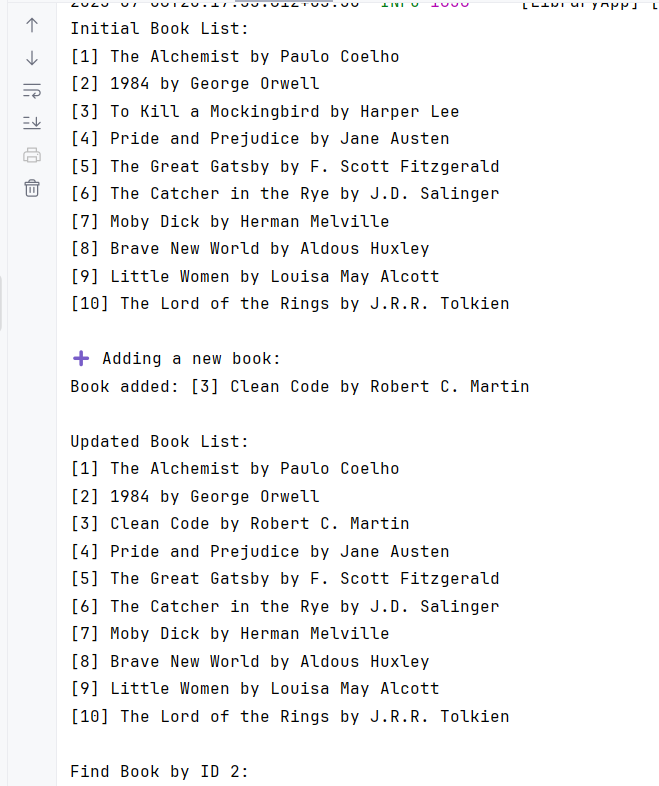 Initial Book List:
[1] The Alchemist by Paulo Coelho
[2] 1984 by George Orwell
[3] To Kill a Mockingbird by Harper Lee
[4] Pride and Prejudice by Jane Austen
[5] The Great Gatsby by F. Scott Fitzgerald
[6] The Catcher in the Rye by J.D. Salinger
[7] Moby Dick by Herman Melville
[8] Brave New World by Aldous Huxley
[9] Little Women by Louisa May Alcott
[10] The Lord of the Rings by J.R.R. Tolkien
➕ Adding a new book:
Book added: [3] Clean Code by Robert C. Martin
Updated Book List:
[1] The Alchemist by Paulo Coelho
[2] 1984 by George Orwell
[3] Clean Code by Robert C. Martin
[4] Pride and Prejudice by Jane Austen
[5] The Great Gatsby by F. Scott Fitzgerald
[6] The Catcher in the Rye by J.D. Salinger
[7] Moby Dick by Herman Melville
[8] Brave New World by Aldous Huxley
[9] Little Women by Louisa May Alcott
[10] The Lord of the Rings by J.R.R. Tolkien
Find Book by ID 2: